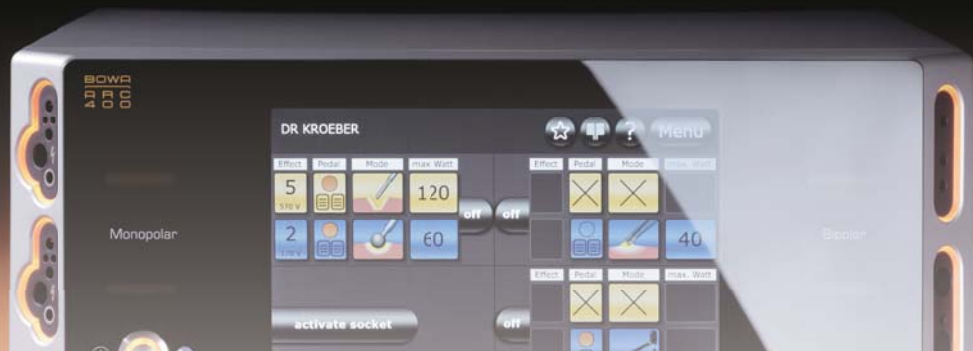 BOWA
ARC
400
DR KROEBER
? Menu
Effect Pedal Mode max. Watt
5
570 V
120
off
2
60
Monopolar
activate socket
Effect Pedal Mode max. Watt
off
40
Bipolar
Effect Pedal Mode max. Watt
off